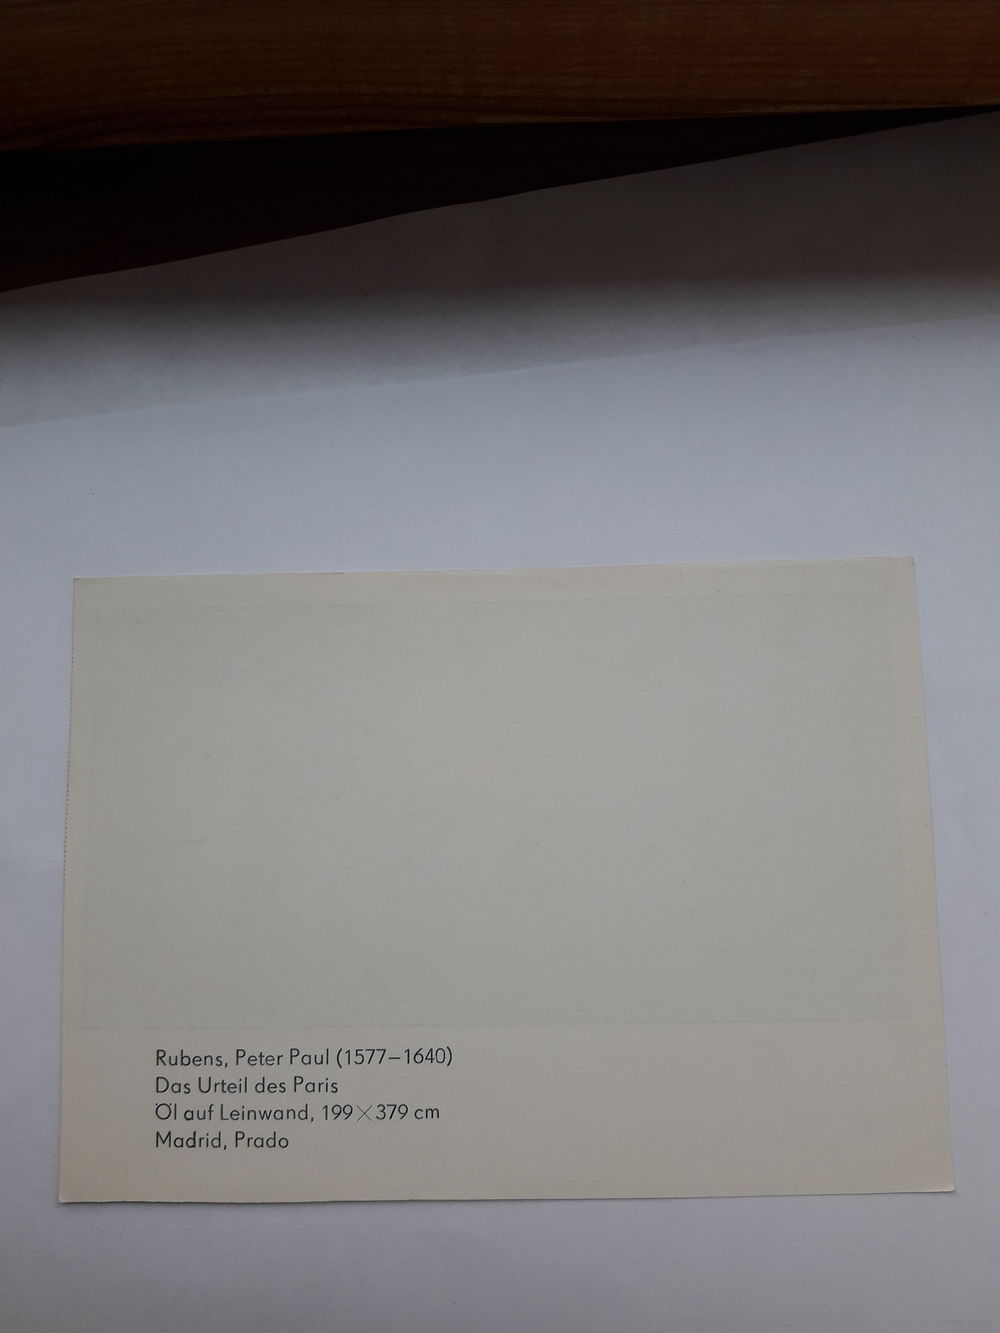 Rubens, Peter Paul (1577–1640)
Das Urteil des Paris
Öl auf Leinwand, 199×379 cm
Madrid, Prado